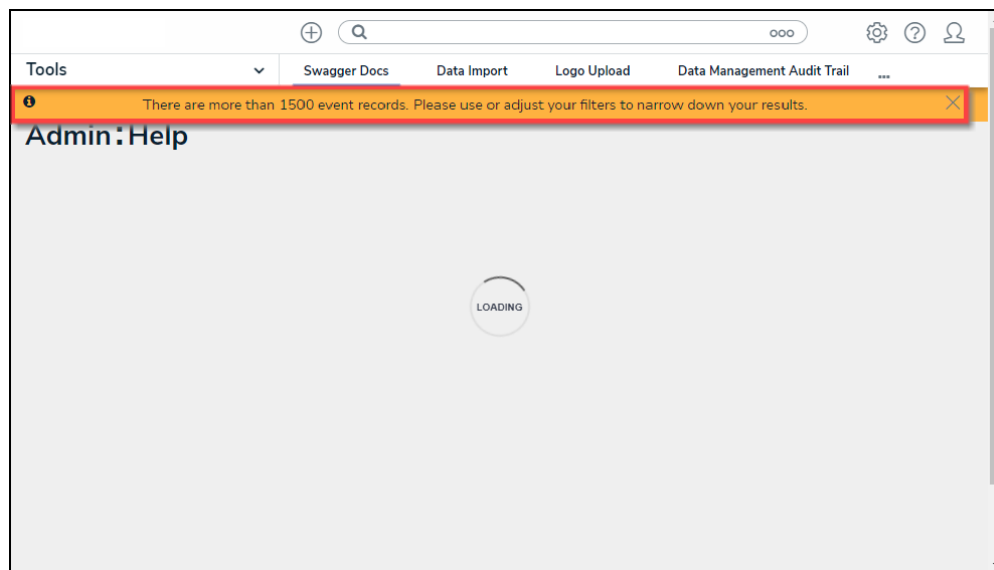 ooo
Tools
Swagger Docs Data Import Logo Upload Data Management Audit Trail ...
There are more than 1500 event records. Please use or adjust your filters to narrow down your results.
Admin:Help
LOADING